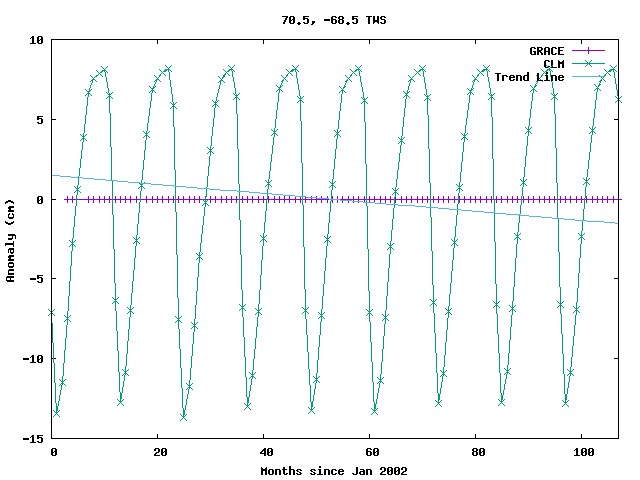 70.5, -68.5 TWS
10
5
0
-5
-10
-15
Anomaly (cm)
GRACE
CLM
Trend Line
0 20 40 60 80 100
Months since Jan 2002